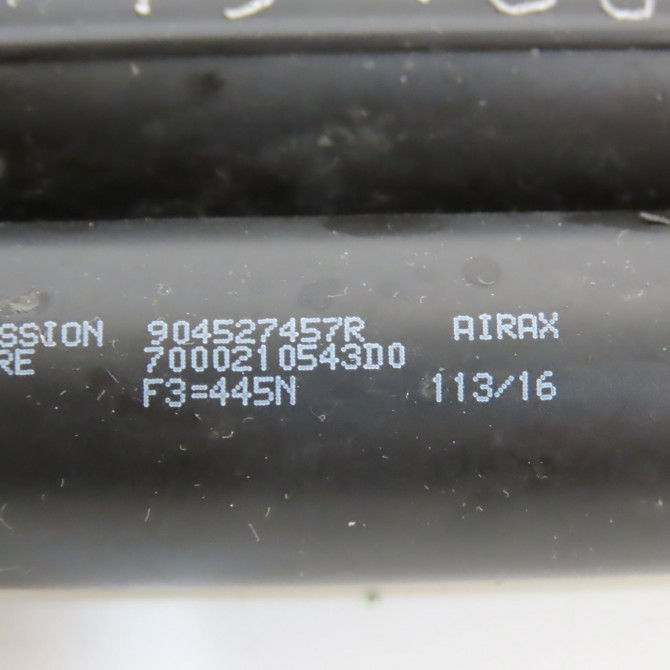 SSION 904527457R AIRAX
RE 7000210543D0
F3=445N 113/16